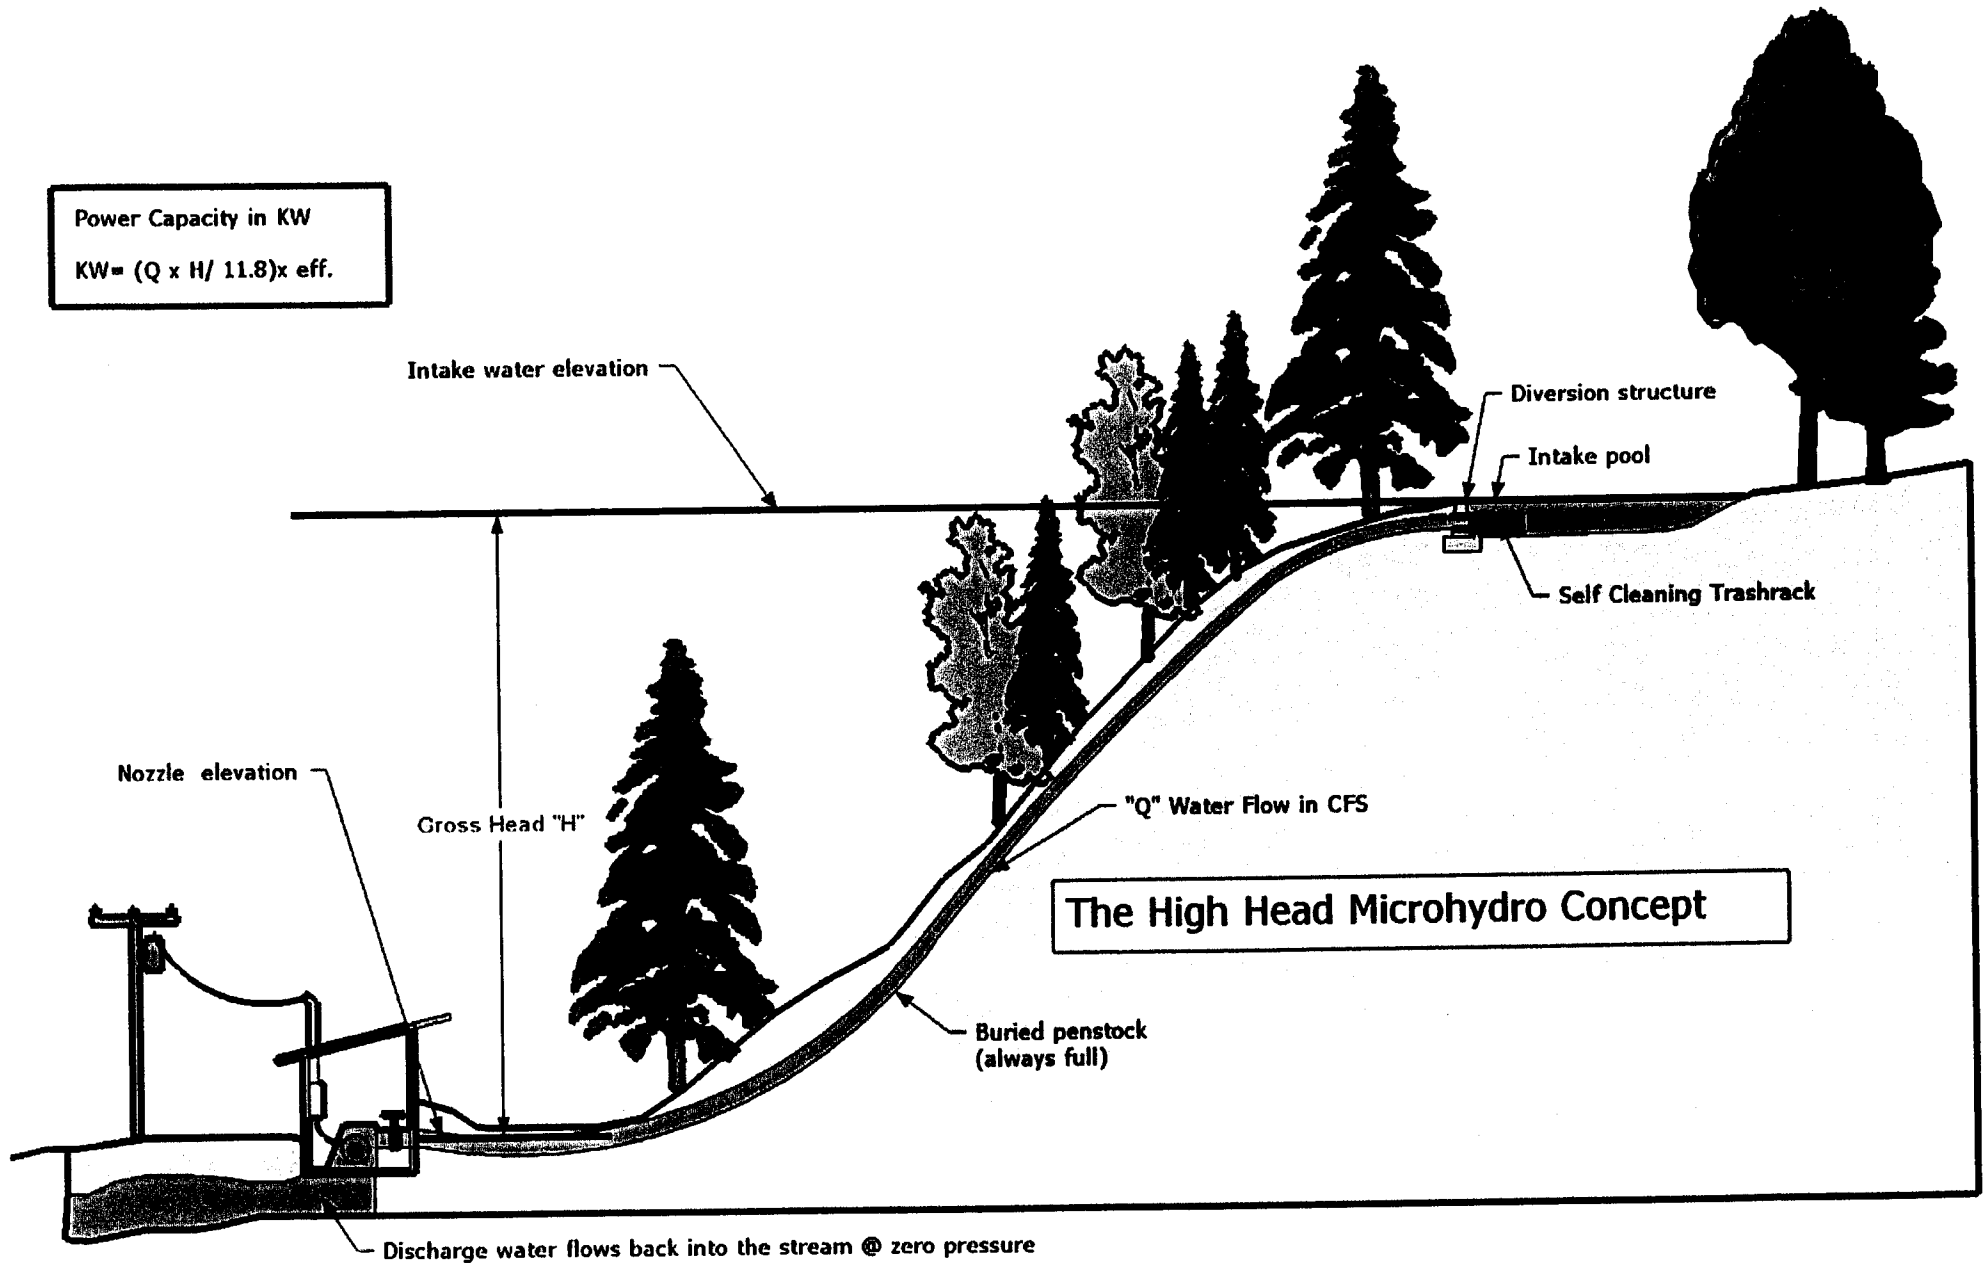 Power Capacity in KW
KW= (Q x H/ 11.8)x eff.
Intake water elevation
Diversion structure
Intake pool
Self Cleaning Trashrack
Nozzle elevation
Gross Head "H"
"Q" Water Flow in CFS
The High Head Microhydro Concept
Buried penstock
(always full)
Discharge water flows back into the stream @ zero pressure